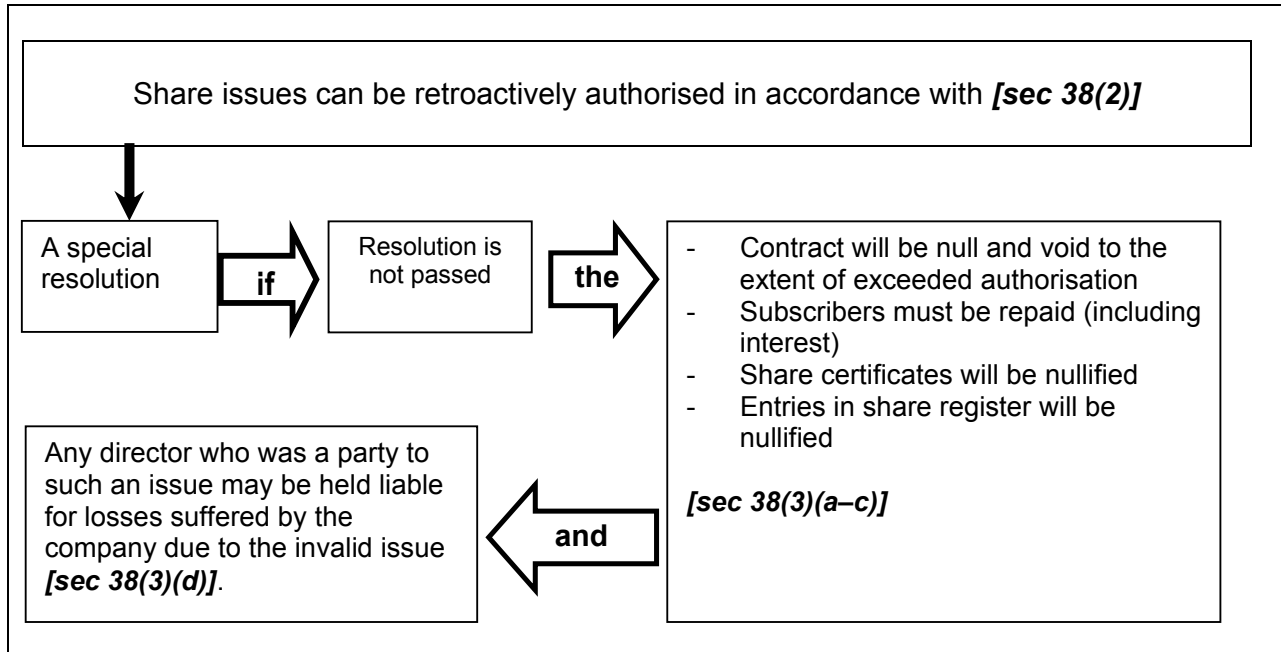 Share issues can be retroactively authorised in accordance with [sec 38(2)]
A special
resolution
if
Resolution is
not passed
the
- Contract will be null and void to the
extent of exceeded authorisation
- Subscribers must be repaid (including
interest)
- Share certificates will be nullified
- Entries in share register will be
nullified
[sec 38(3)(a–c)]
and
Any director who was a party to
such an issue may be held liable
for losses suffered by the
company due to the invalid issue
[sec 38(3)(d)].